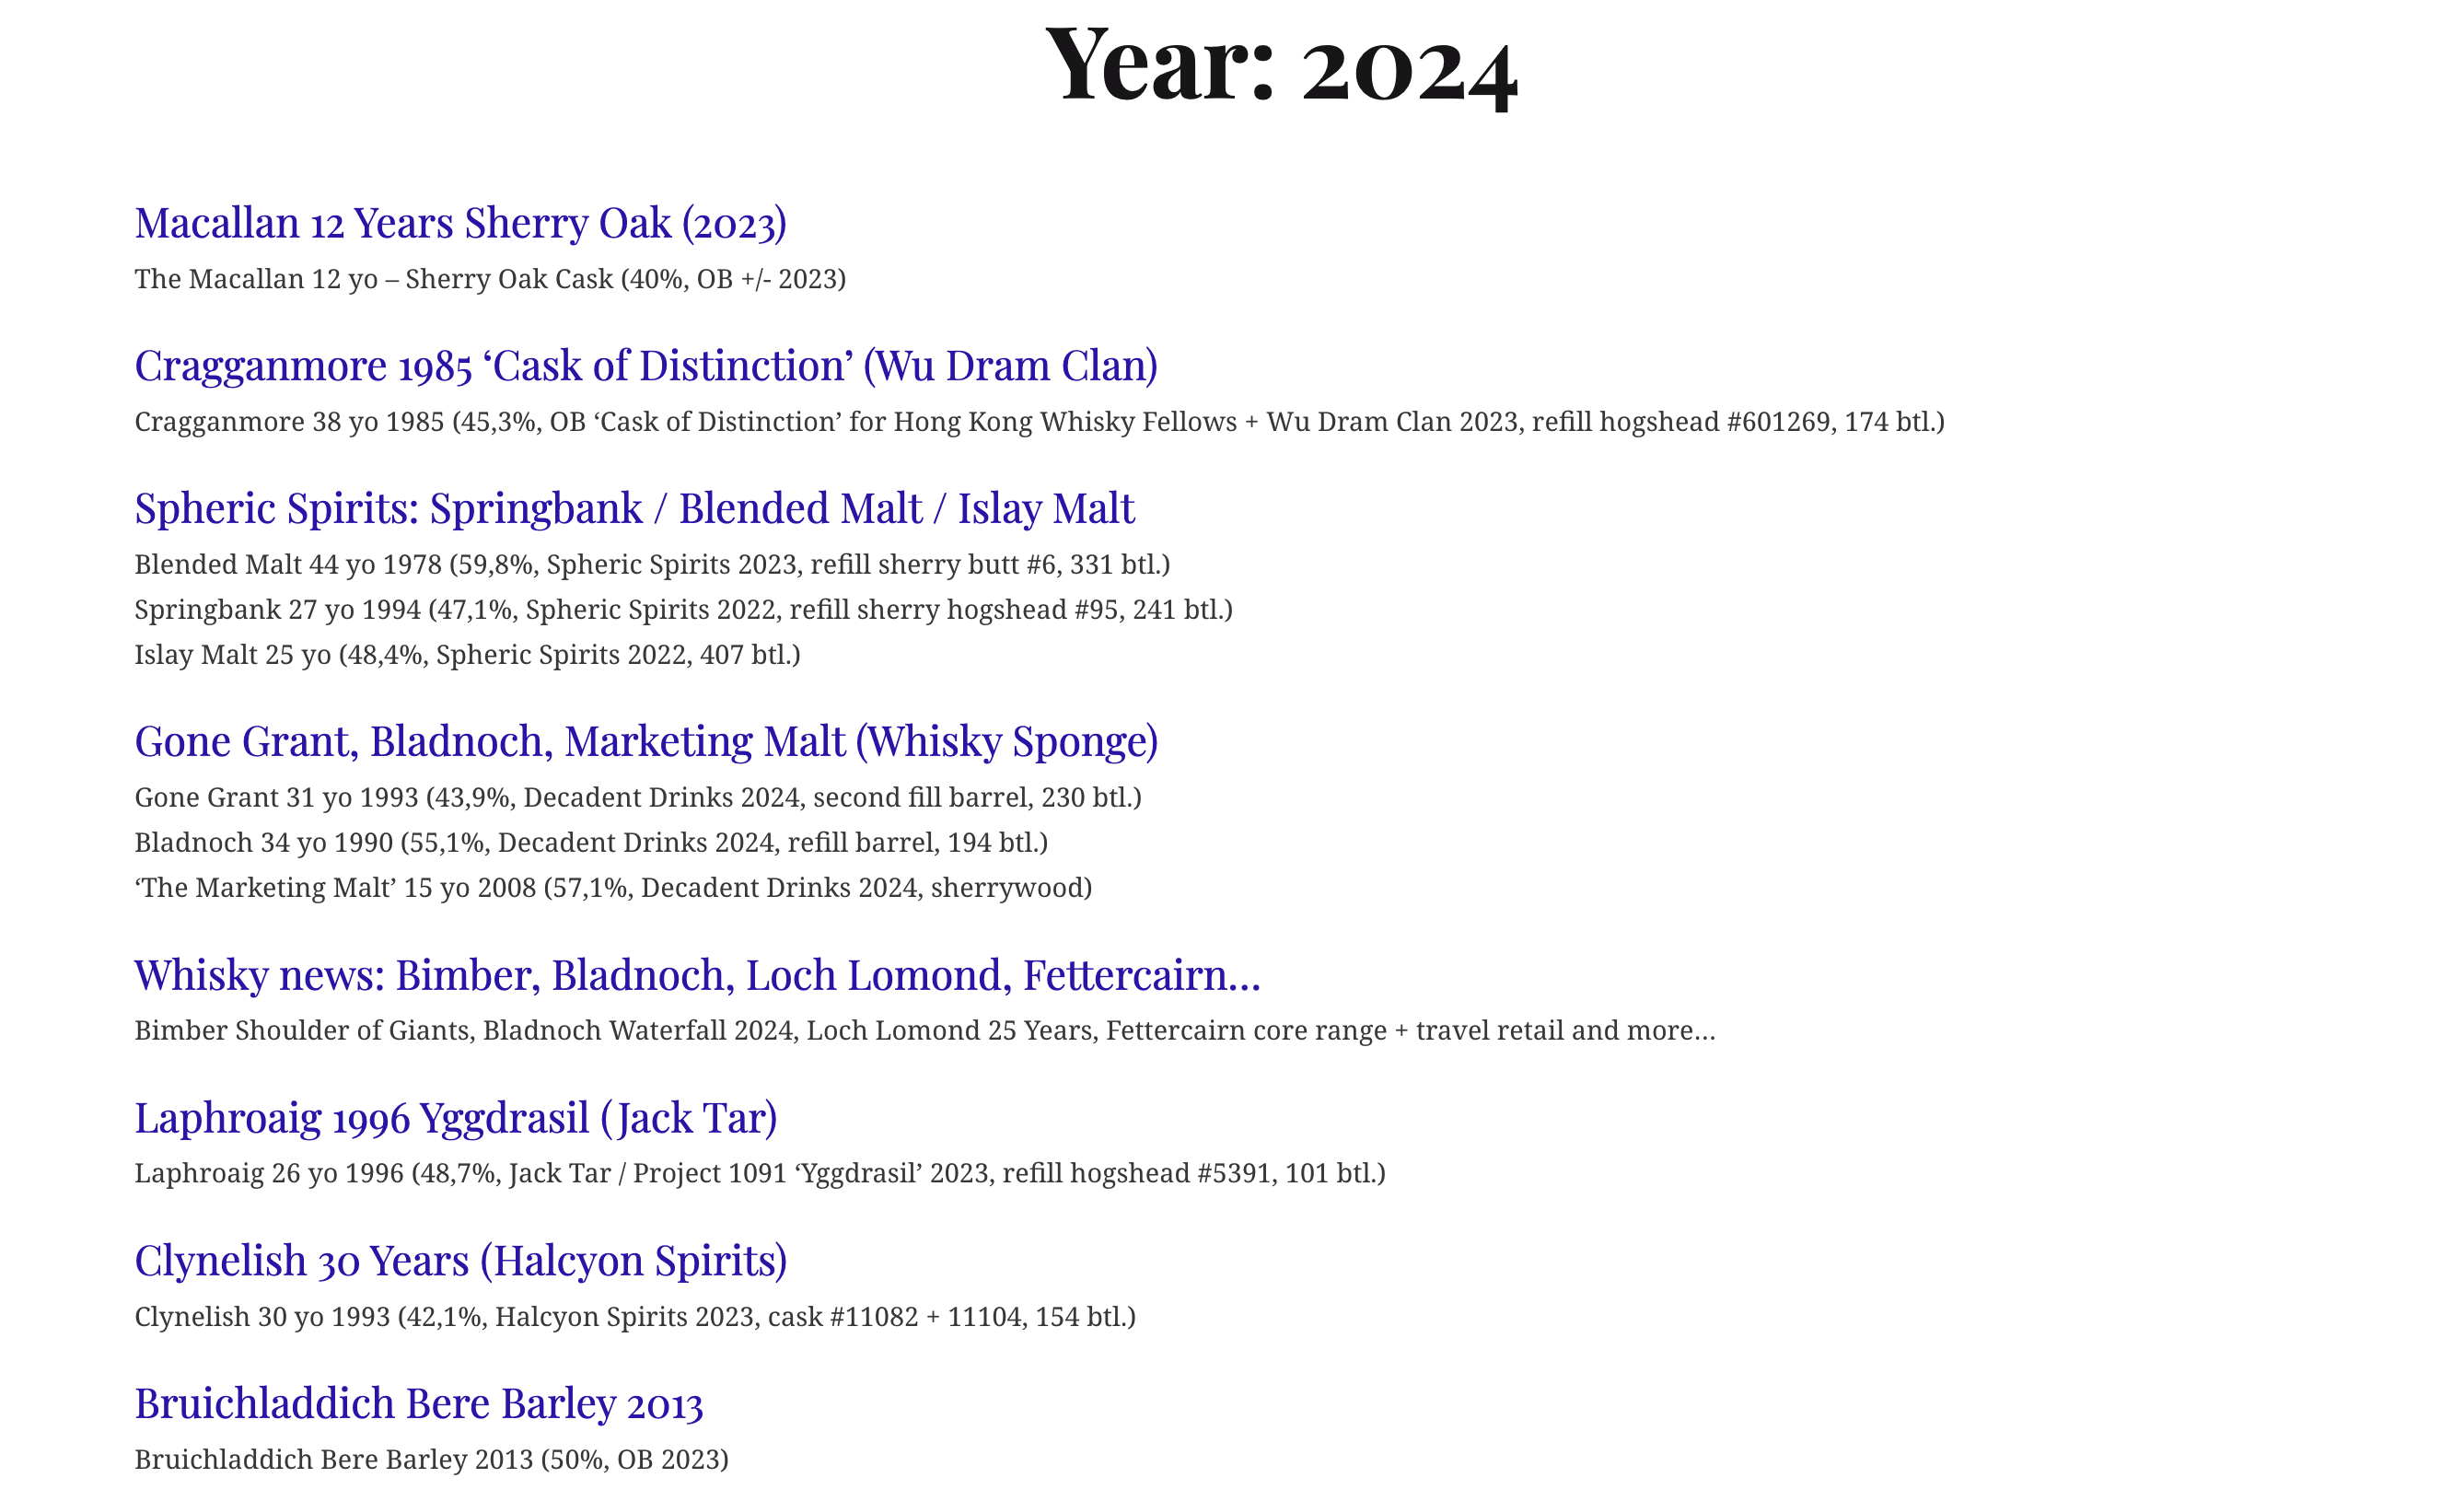 Year: 2024
Macallan 12 Years Sherry Oak (2023)
The Macallan 12 yo – Sherry Oak Cask (40%, OB +/- 2023)
Cragganmore 1985 ‘Cask of Distinction’ (Wu Dram Clan)
Cragganmore 38 yo 1985 (45,3%, OB ‘Cask of Distinction’ for Hong Kong Whisky Fellows + Wu Dram Clan 2023, refill hogshead #601269, 174 btl.)
Spheric Spirits: Springbank / Blended Malt / Islay Malt
Blended Malt 44 yo 1978 (59,8%, Spheric Spirits 2023, refill sherry butt #6, 331 btl.)
Springbank 27 yo 1994 (47,1%, Spheric Spirits 2022, refill sherry hogshead #95, 241 btl.)
Islay Malt 25 yo (48,4%, Spheric Spirits 2022, 407 btl.)
Gone Grant, Bladnoch, Marketing Malt (Whisky Sponge)
Gone Grant 31 yo 1993 (43,9%, Decadent Drinks 2024, second fill barrel, 230 btl.)
Bladnoch 34 yo 1990 (55,1%, Decadent Drinks 2024, refill barrel, 194 btl.)
‘The Marketing Malt’ 15 yo 2008 (57,1%, Decadent Drinks 2024, sherrywood)
Whisky news: Bimber, Bladnoch, Loch Lomond, Fettercairn…
Bimber Shoulder of Giants, Bladnoch Waterfall 2024, Loch Lomond 25 Years, Fettercairn core range + travel retail and more…
Laphroaig 1996 Yggdrasil (Jack Tar)
Laphroaig 26 yo 1996 (48,7%, Jack Tar / Project 1091 ‘Yggdrasil’ 2023, refill hogshead #5391, 101 btl.)
Clynelish 30 Years (Halcyon Spirits)
Clynelish 30 yo 1993 (42,1%, Halcyon Spirits 2023, cask #11082 + 11104, 154 btl.)
Bruichladdich Bere Barley 2013
Bruichladdich Bere Barley 2013 (50%, OB 2023)